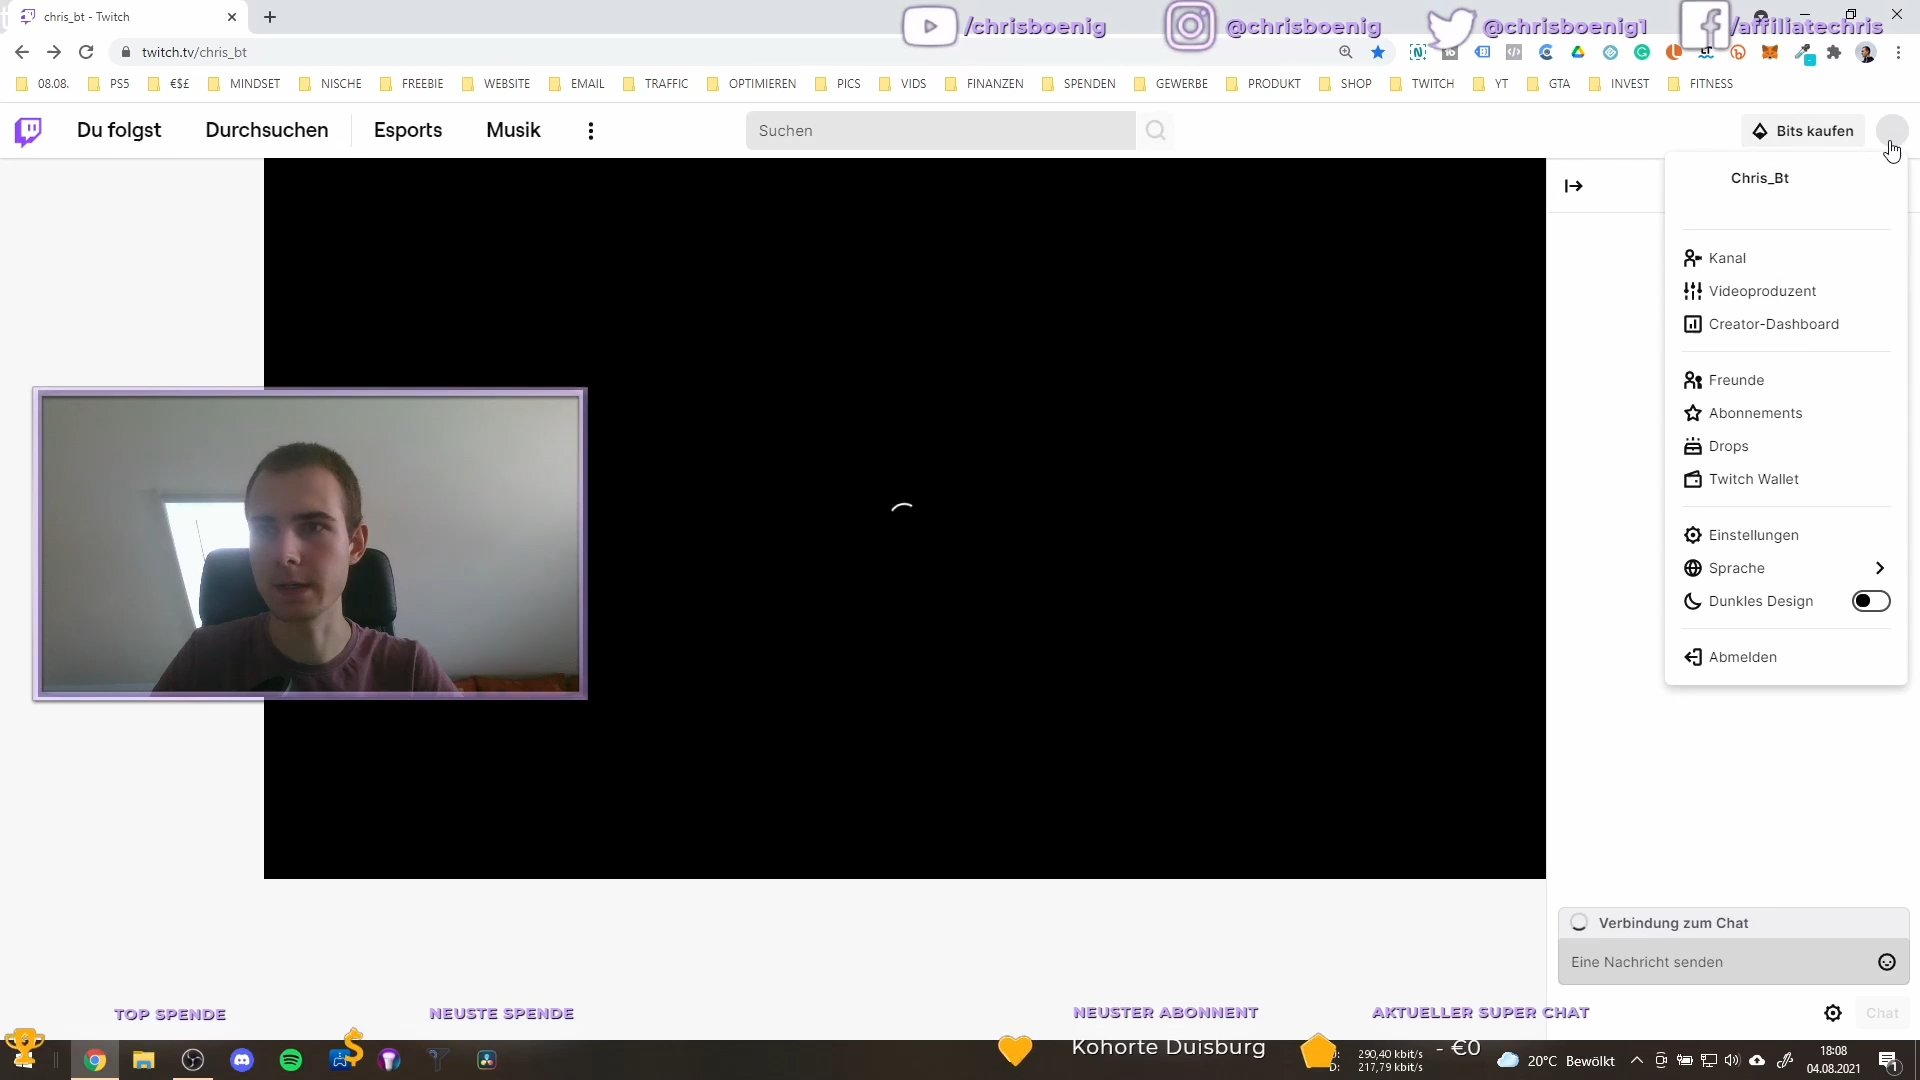 chris_bt - Twitch
/chrisboenig
@chrisboenig
@chrisboenig1
/affiliatechris
twitch.tv/chris_bt
08.08.
PS5
€$£
MINDSET
NISCHE
FREEBIE
WEBSITE
EMAIL
TRAFFIC
OPTIMIEREN
PICS
VIDS
FINANZEN
SPENDEN
GEWERBE
PRODUKT
SHOP
TWITCH
YT
GTA
INVEST
FITNESS
Du folgst
Durchsuchen
Esports
Musik
Suchen
Bits kaufen
Chris_Bt
Kanal
Videoproduzent
Creator-Dashboard
Freunde
Abonnements
Drops
Twitch Wallet
Einstellungen
Sprache
Dunkles Design
Abmelden
Verbindung zum Chat
Eine Nachricht senden
Chat
TOP SPENDE
NEUSTE SPENDE
NEUSTER ABONNENT
Kohorte Duisburg
AKTUELLER SUPER CHAT
- €0
290,40 kbit/s
D: 217,79 kbit/s
20°C Bewölkt
18:08
04.08.2021
1